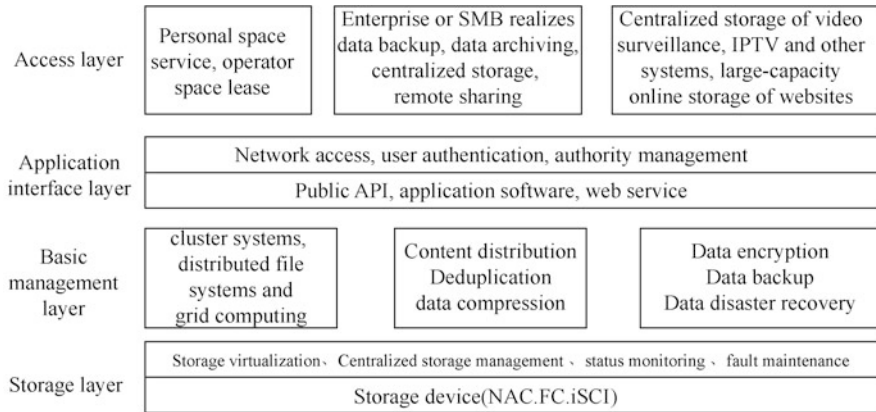 Access layer
Personal space
service, operator
space lease
Enterprise or SMB realizes
data backup, data archiving,
centralized storage,
remote sharing
Centralized storage of video
surveillance, IPTV and other
systems, large-capacity
online storage of websites
Application
interface layer
Network access, user authentication, authority management
Public API, application software, web service
Basic
management
layer
cluster systems,
distributed file
systems and
grid computing
Content distribution
Deduplication
data compression
Data encryption
Data backup
Data disaster recovery
Storage layer
Storage virtualization、Centralized storage management 、status monitoring 、fault maintenance
Storage device(NAC.FC.iSCI)